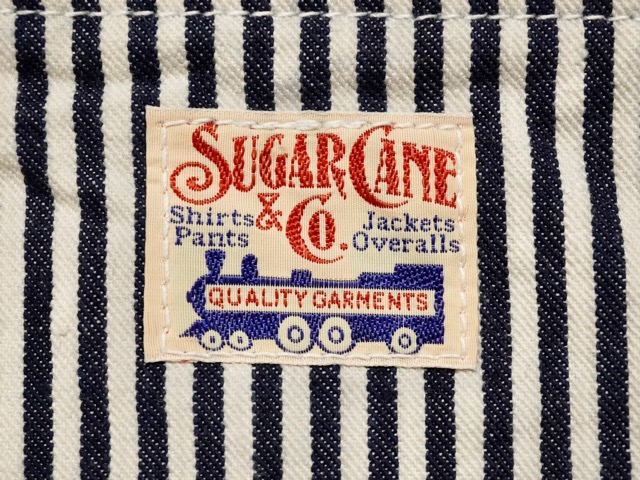 SUGAR CANE
& CO.
Shirts
Pants
Jackets
Overalls
QUALITY GARMENTS